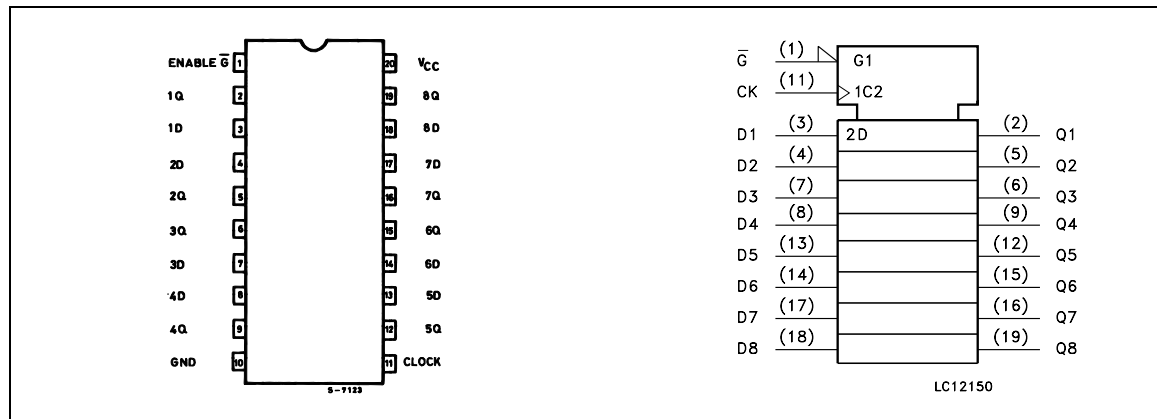 ENABLE G̅ 1 20 VCC
1Q 2 19 8Q
1D 3 18 8D
2D 4 17 7D
2Q 5 16 7Q
3Q 6 15 6Q
3D 7 14 6D
4D 8 13 5D
4Q 9 12 5Q
GND 10 11 CLOCK
S-7123
G̅ (1) G1
CK (11) 1C2
D1 (3) 2D (2) Q1
D2 (4) (5) Q2
D3 (7) (6) Q3
D4 (8) (9) Q4
D5 (13) (12) Q5
D6 (14) (15) Q6
D7 (17) (16) Q7
D8 (18) (19) Q8
LC12150